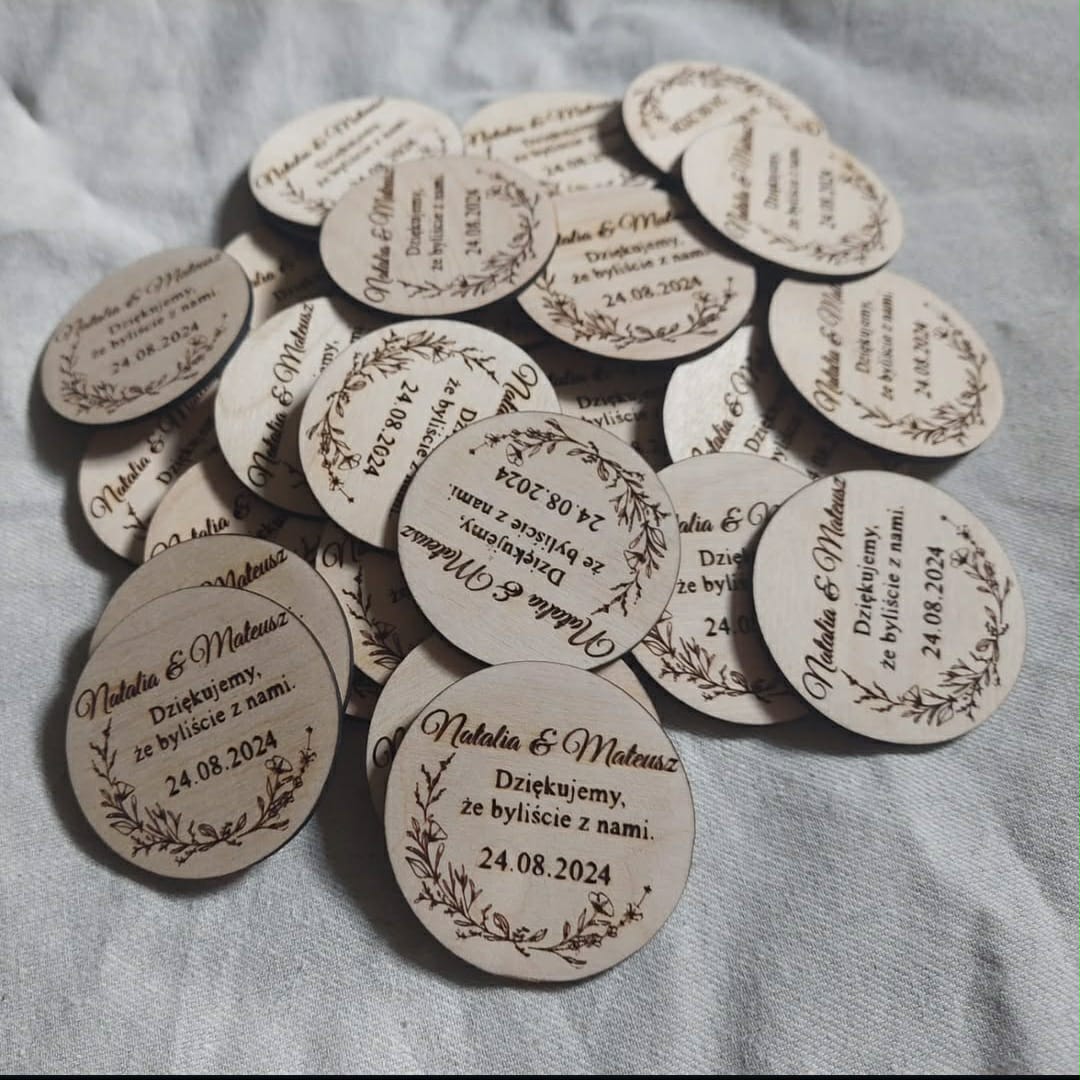 Natalia & Mateusz
Dziękujemy,
że byliście z nami.
24.08.2024